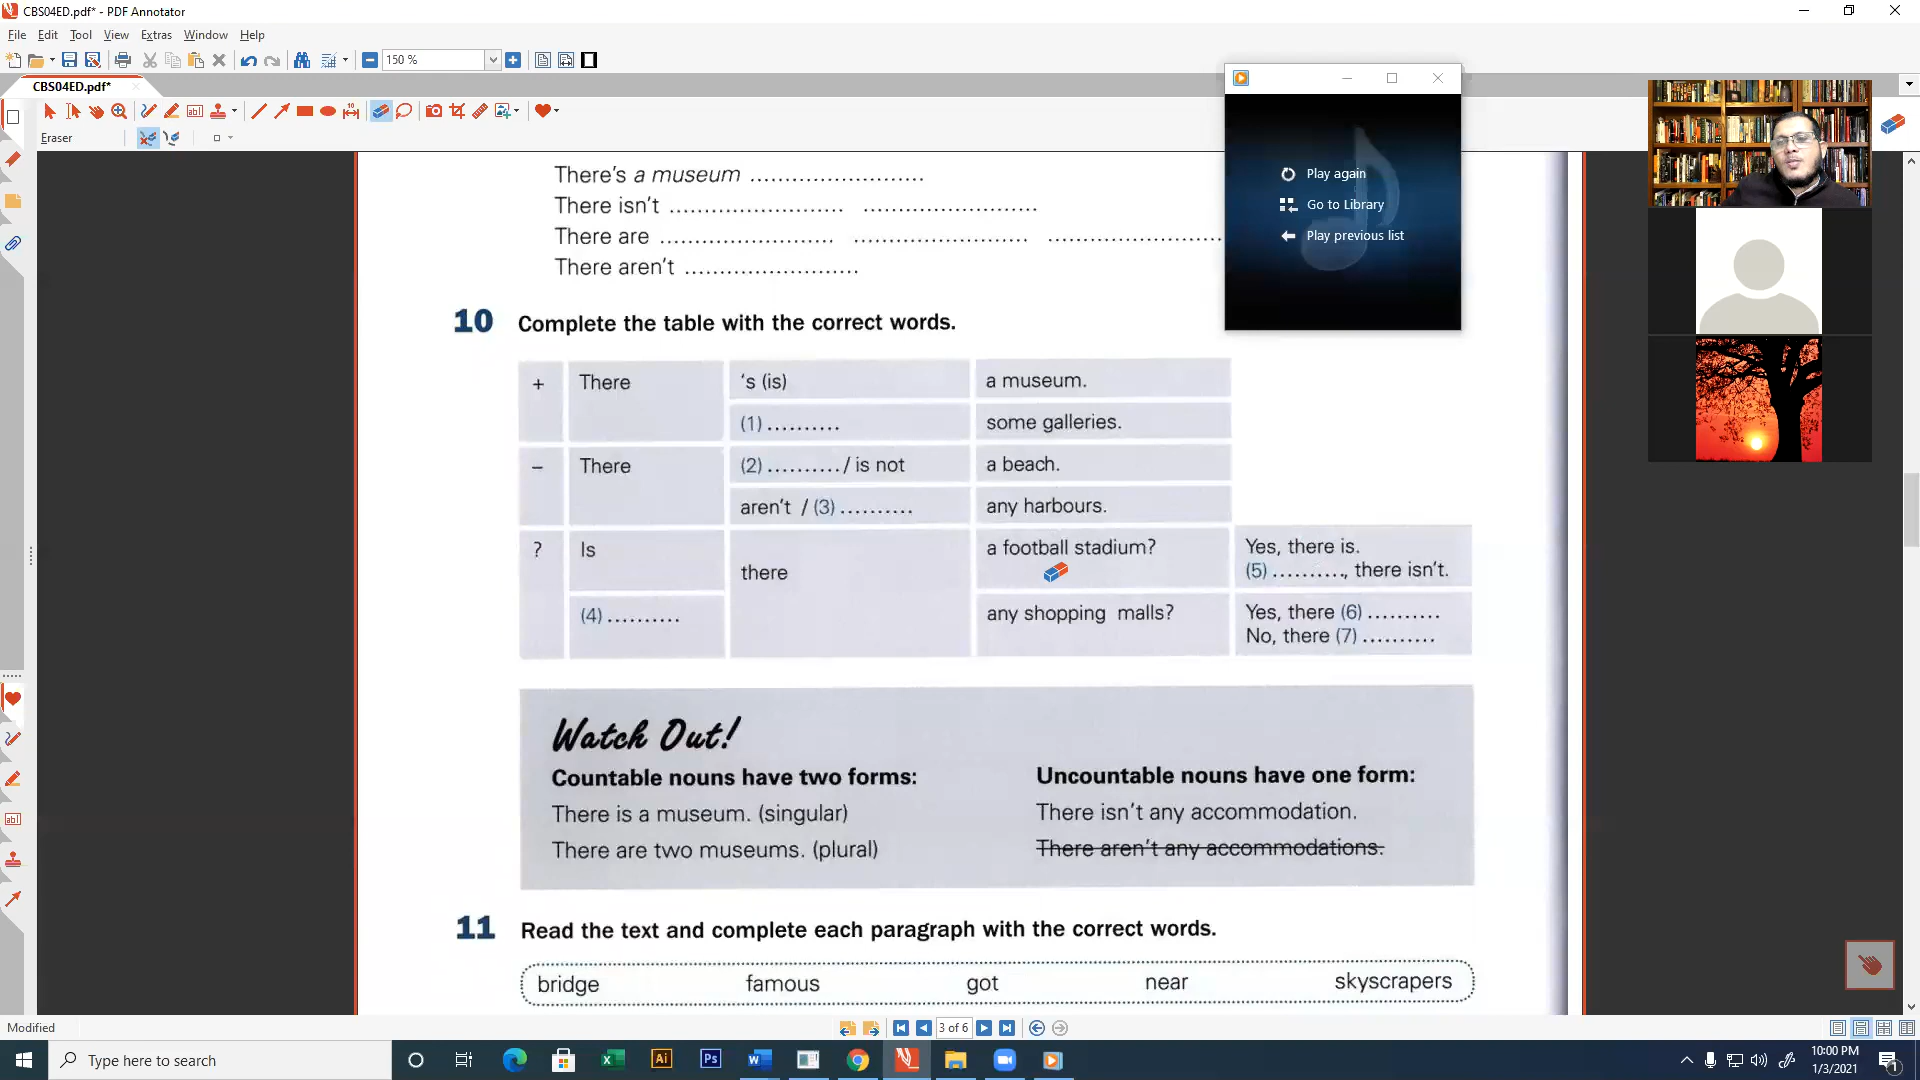 CBS04ED.pdf* - PDF Annotator
File Edit Tool View Extras Window Help
150 %
CBS04ED.pdf*
Eraser
There's a museum .........................
There isn't ......................... .........................
There are ......................... ......................... .........................
There aren't .........................
Play again
Go to Library
Play previous list
10 Complete the table with the correct words.
+ There 's (is) a museum.
(1) .......... some galleries.
– There (2) .......... / is not a beach.
aren't / (3) .......... any harbours.
? Is there a football stadium? Yes, there is.
(5) .........., there isn't.
(4) .......... any shopping malls? Yes, there (6) ..........
No, there (7) ..........
Watch Out!
Countable nouns have two forms:
There is a museum. (singular)
There are two museums. (plural)
Uncountable nouns have one form:
There isn't any accommodation.
There aren't any accommodations.
11 Read the text and complete each paragraph with the correct words.
bridge famous got near skyscrapers
Modified
3 of 6
Type here to search
10:00 PM
1/3/2021